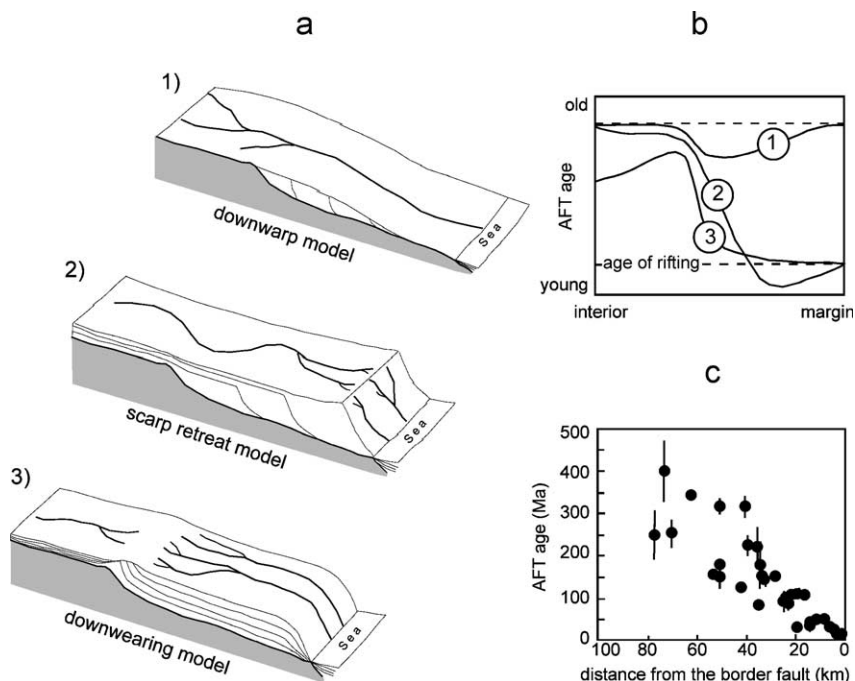 a
1)
downwarp model
Sea
2)
scarp retreat model
Sea
3)
downwearing model
Sea
b
old
AFT age
1
2
3
age of rifting
young
interior
margin
c
AFT age (Ma)
500
400
300
200
100
0
100
80
60
40
20
0
distance from the border fault (km)